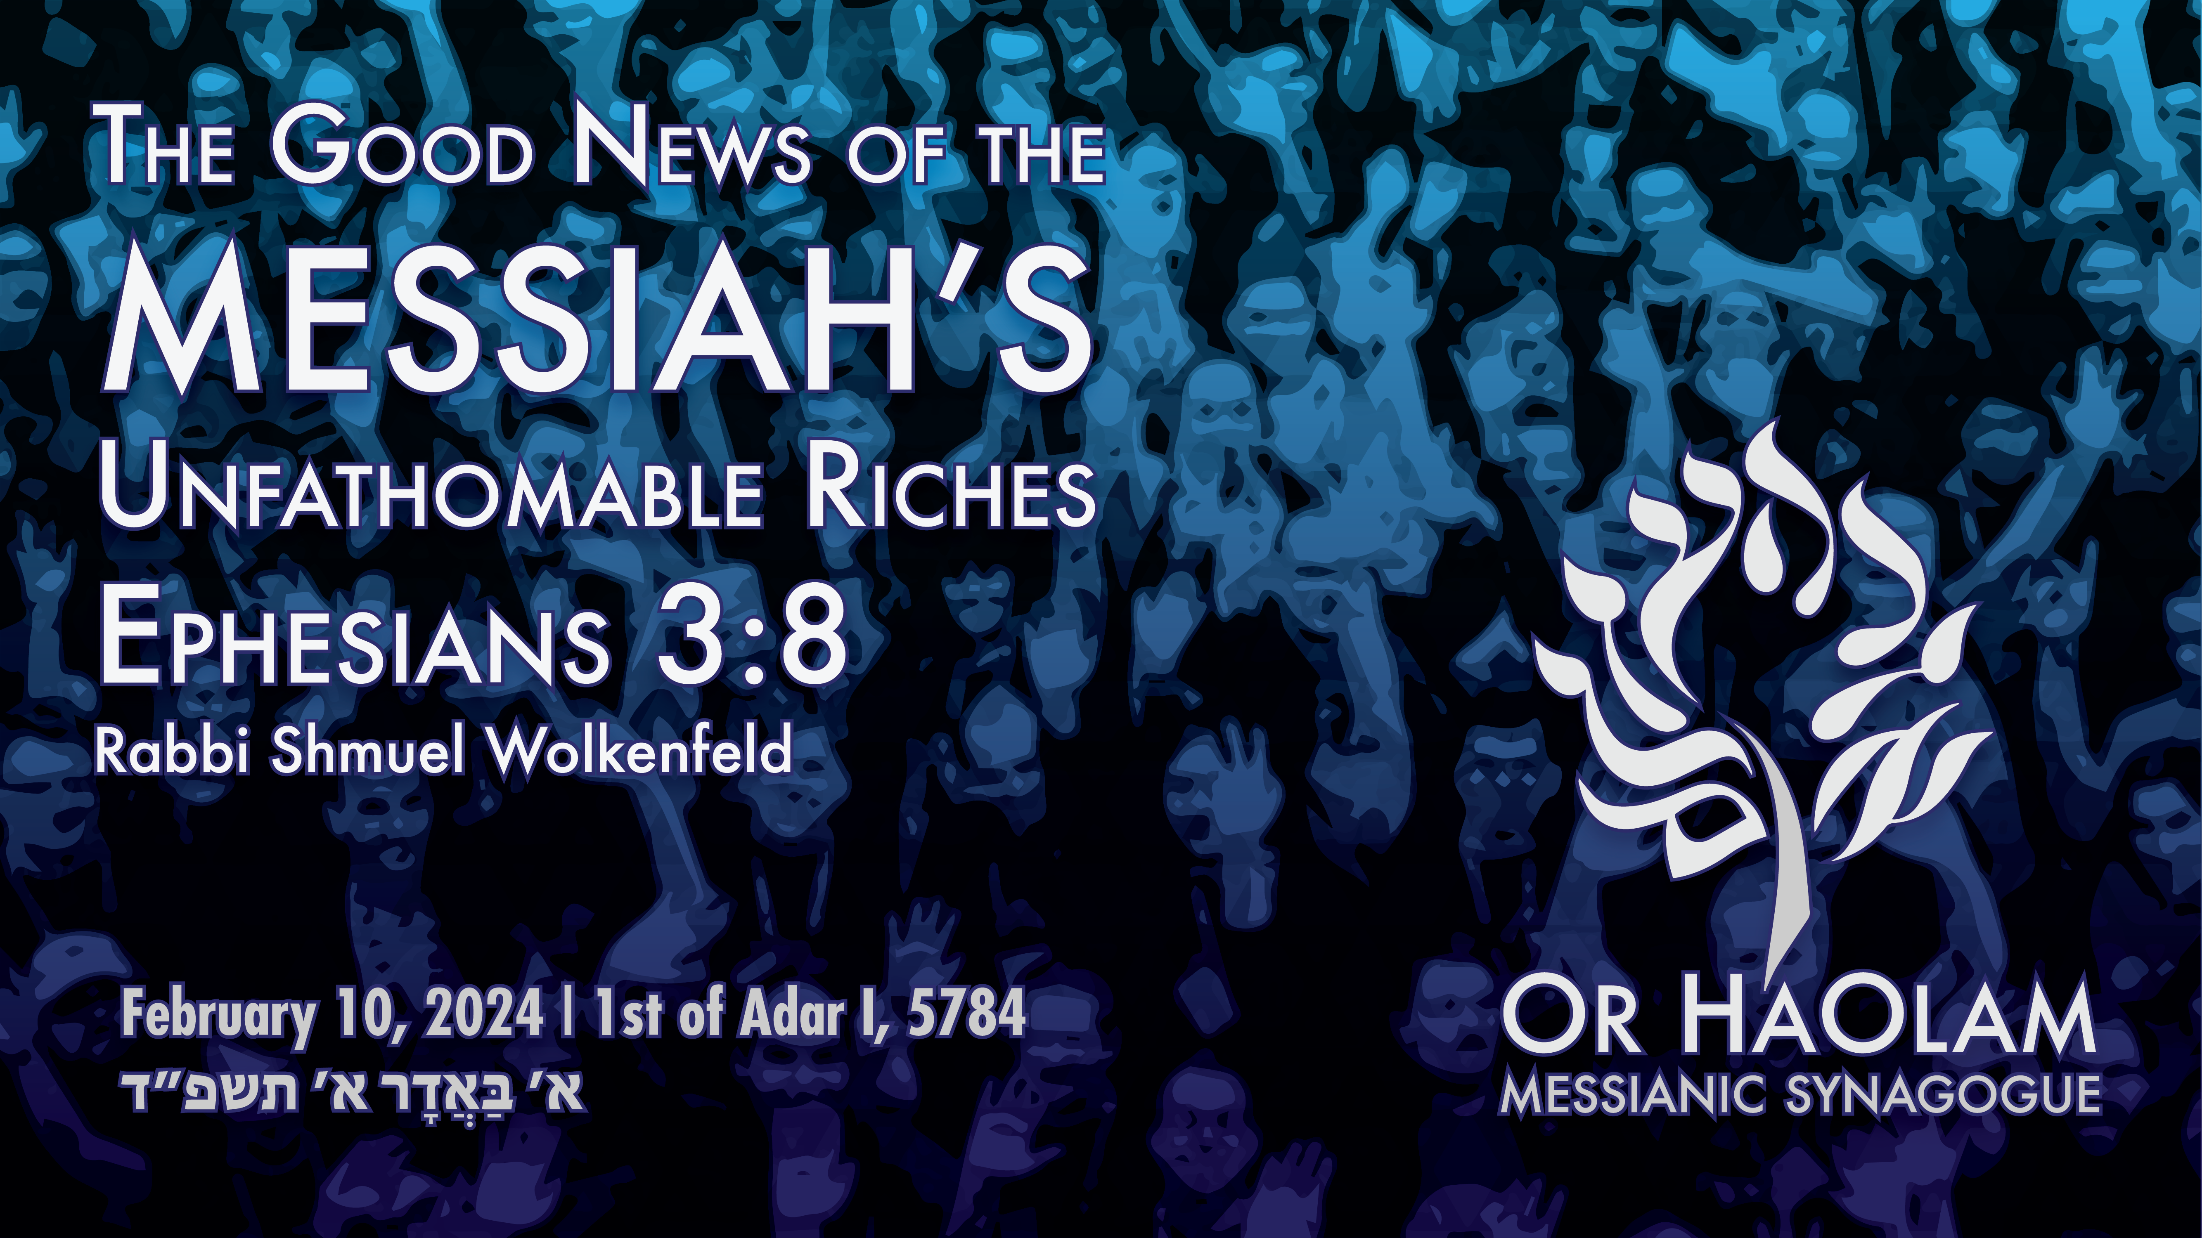 The Good News of the
Messiah’s
Unfathomable Riches
Ephesians 3:8
Rabbi Shmuel Wolkenfeld
February 10, 2024 | 1st of Adar I, 5784
א׳ בַּאֲדָר א׳ תשפ״ד
Or HaOlam
Messianic Synagogue